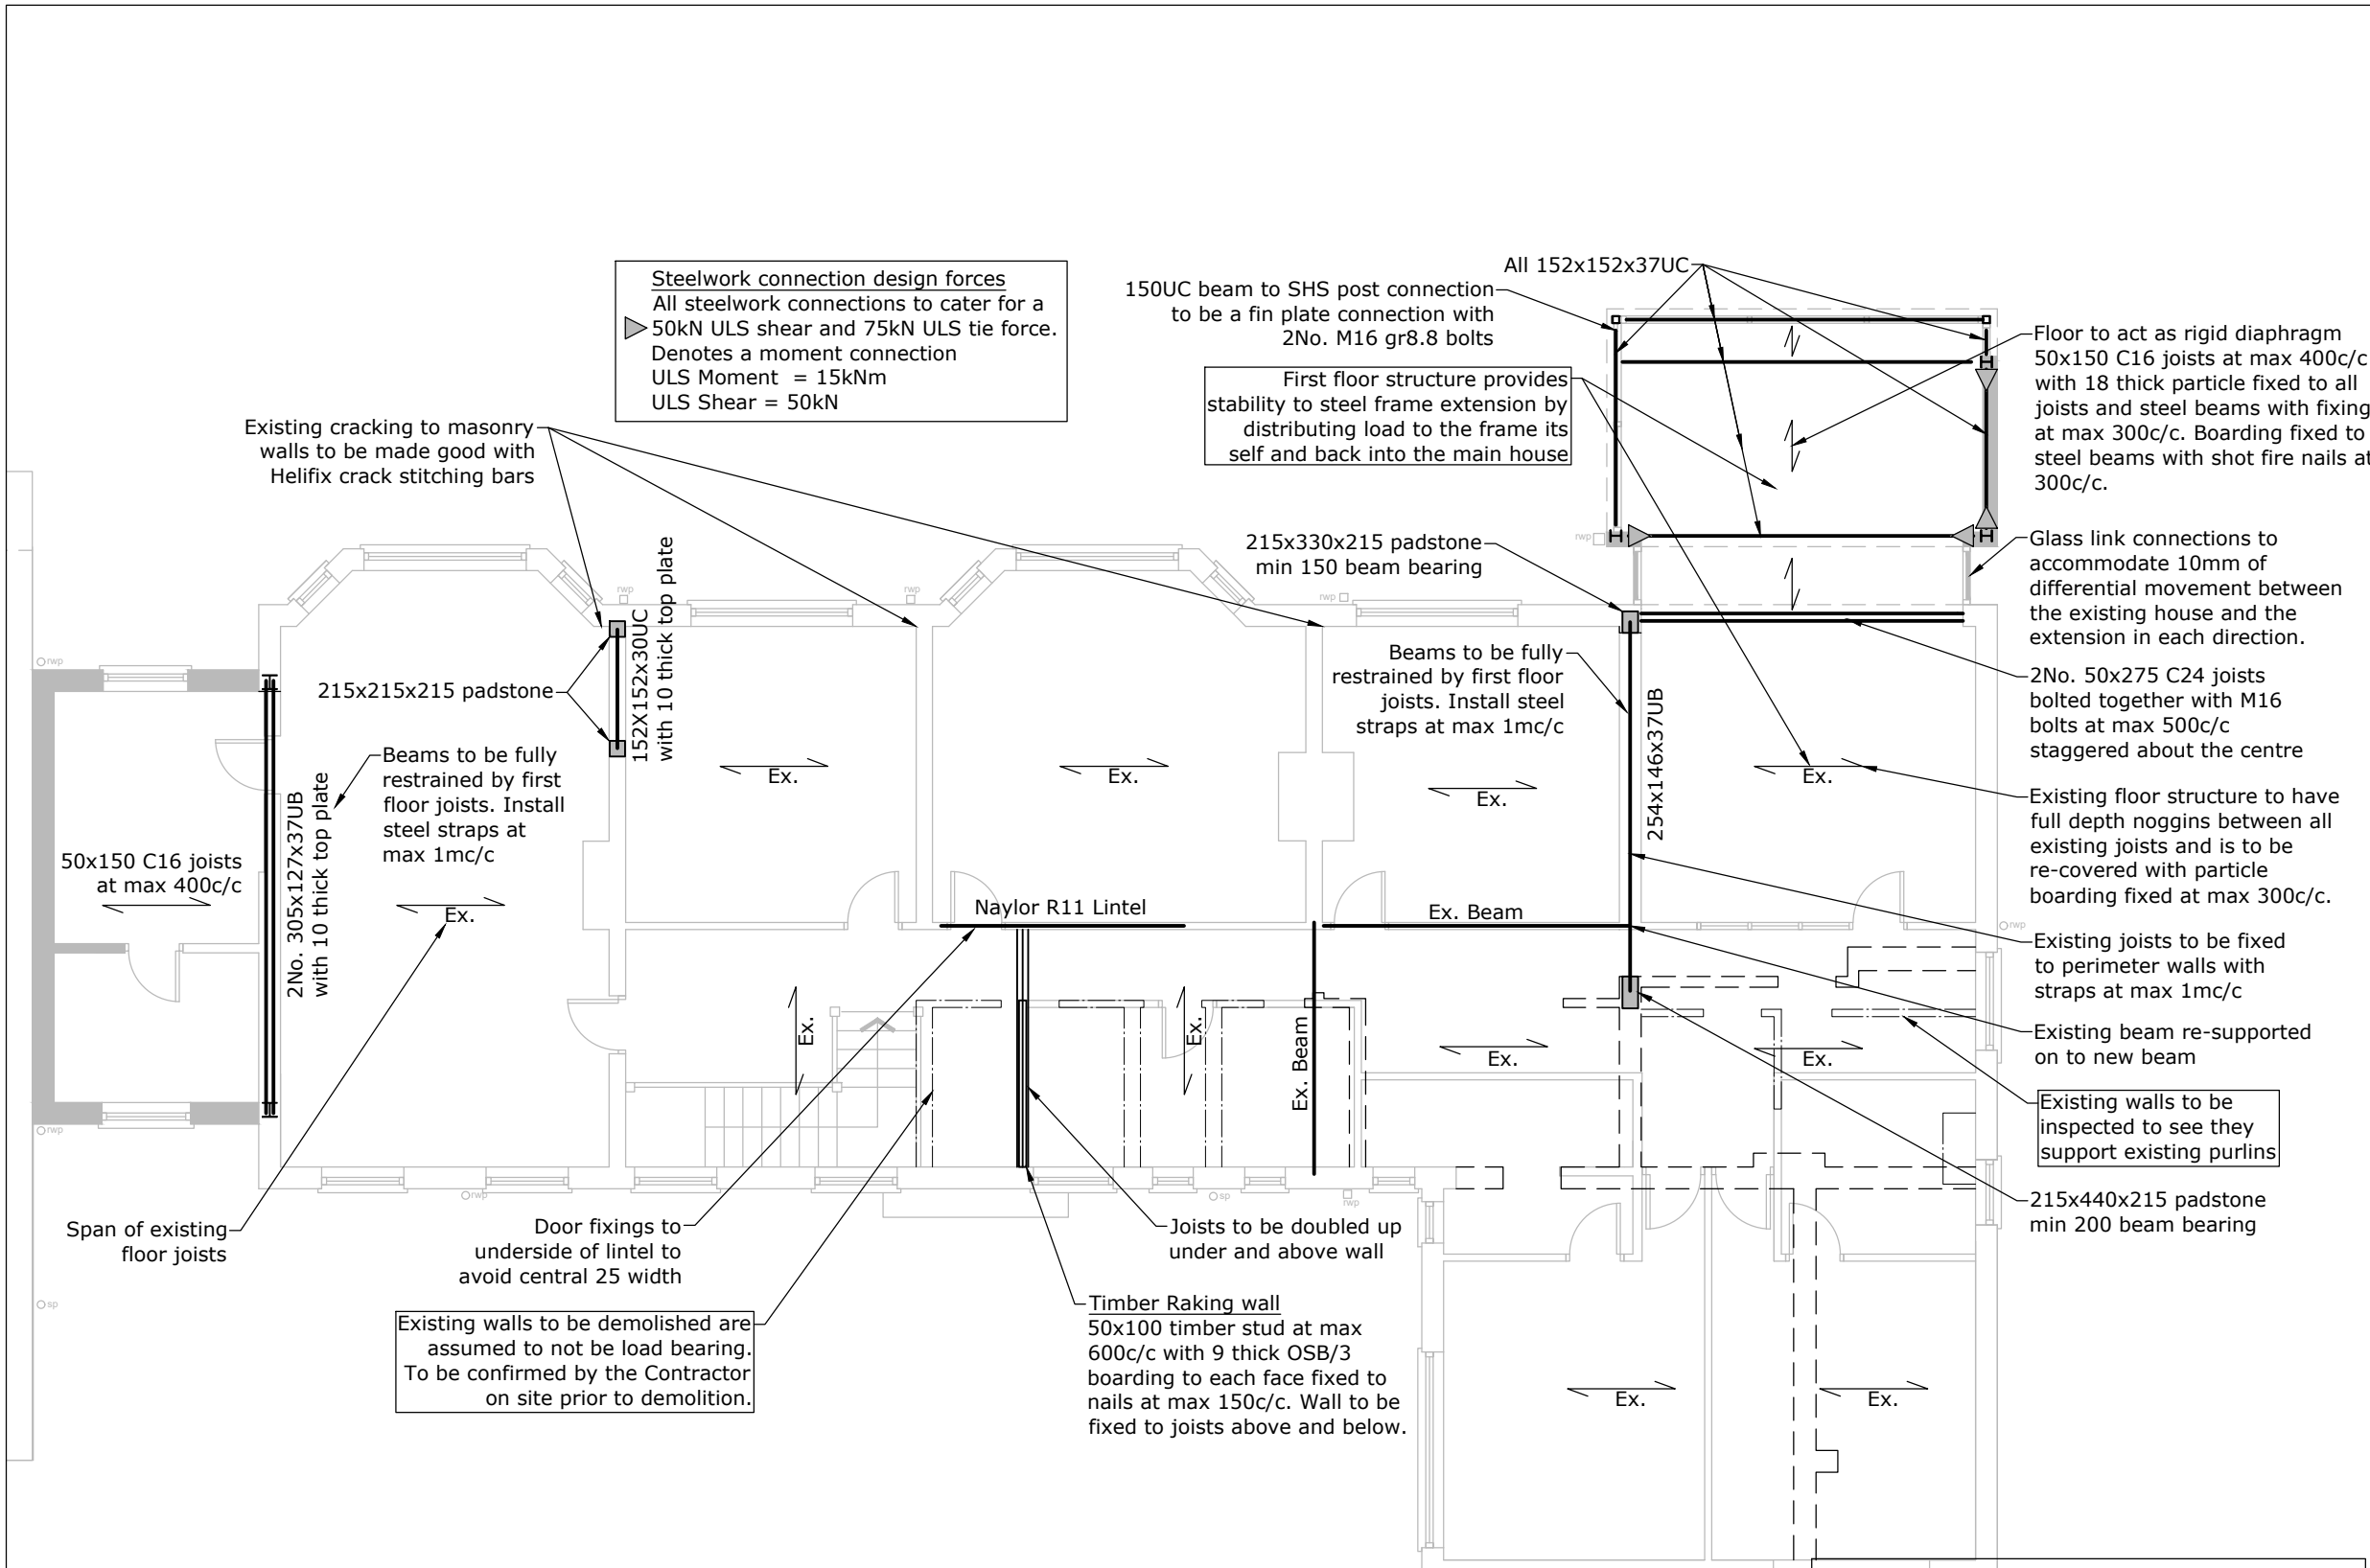 Steelwork connection design forces
All steelwork connections to cater for a
50kN ULS shear and 75kN ULS tie force.
Denotes a moment connection
ULS Moment = 15kNm
ULS Shear = 50kN
All 152x152x37UC
150UC beam to SHS post connection
to be a fin plate connection with
2No. M16 gr8.8 bolts
First floor structure provides
stability to steel frame extension by
distributing load to the frame its
self and back into the main house
Floor to act as rigid diaphragm
50x150 C16 joists at max 400c/c
with 18 thick particle fixed to all
joists and steel beams with fixing
at max 300c/c. Boarding fixed to
steel beams with shot fire nails at
300c/c.
Existing cracking to masonry
walls to be made good with
Helifix crack stitching bars
215x330x215 padstone
min 150 beam bearing
rwp
Glass link connections to
accommodate 10mm of
differential movement between
the existing house and the
extension in each direction.
rwp
rwp
rwp
rwp
215x215x215 padstone
152X152x30UC
with 10 thick top plate
Beams to be fully
restrained by first floor
joists. Install steel
straps at max 1mc/c
254x146x37UB
2No. 50x275 C24 joists
bolted together with M16
bolts at max 500c/c
staggered about the centre
Beams to be fully
restrained by first
floor joists. Install
steel straps at
max 1mc/c
2No. 305x127x37UB
with 10 thick top plate
50x150 C16 joists
at max 400c/c
Ex.
Ex.
Ex.
Ex.
Ex.
Existing floor structure to have
full depth noggins between all
existing joists and is to be
re-covered with particle
boarding fixed at max 300c/c.
Naylor R11 Lintel
Ex. Beam
rwp
Existing joists to be fixed
to perimeter walls with
straps at max 1mc/c
Ex.
Ex.
Ex. Beam
Ex.
Ex.
Existing beam re-supported
on to new beam
Existing walls to be
inspected to see they
support existing purlins
rwp
rwp
sp
rwp
215x440x215 padstone
min 200 beam bearing
Span of existing
floor joists
Door fixings to
underside of lintel to
avoid central 25 width
Joists to be doubled up
under and above wall
sp
Existing walls to be demolished are
assumed to not be load bearing.
To be confirmed by the Contractor
on site prior to demolition.
Timber Raking wall
50x100 timber stud at max
600c/c with 9 thick OSB/3
boarding to each face fixed to
nails at max 150c/c. Wall to be
fixed to joists above and below.
Ex.
Ex.